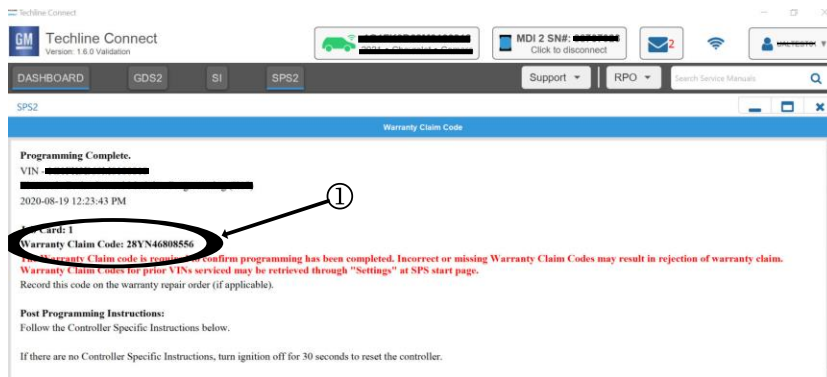 Techline Connect
GM
Techline Connect
Version: 1.6.0 Validation
MDI 2 SN#:
Click to disconnect
2
DASHBOARD GDS2 SI SPS2 Support RPO Search Service Manuals
SPS2
Warranty Claim Code
Programming Complete.
VIN -
2020-08-19 12:23:43 PM
①
Job Card: 1
Warranty Claim Code: 28YN46808556
The Warranty Claim code is required to confirm programming has been completed. Incorrect or missing Warranty Claim Codes may result in rejection of warranty claim.
Warranty Claim Codes for prior VINs serviced may be retrieved through "Settings" at SPS start page.
Record this code on the warranty repair order (if applicable).
Post Programming Instructions:
Follow the Controller Specific Instructions below.
If there are no Controller Specific Instructions, turn ignition off for 30 seconds to reset the controller.